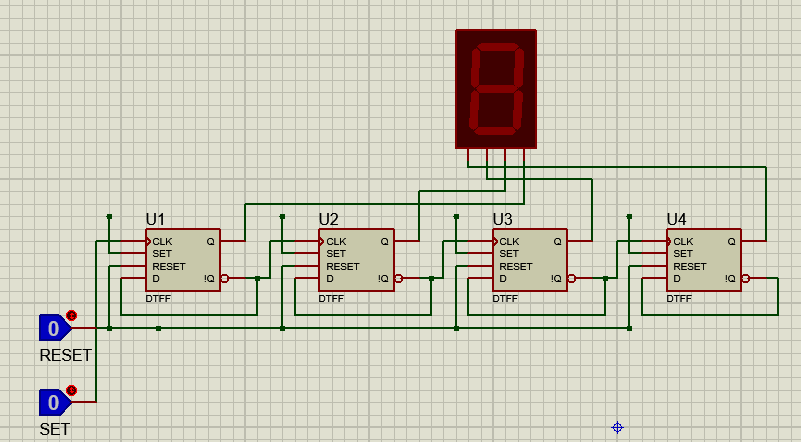 U1
CLK
Q
SET
RESET
D
!Q
DTFF
U2
CLK
Q
SET
RESET
D
!Q
DTFF
U3
CLK
Q
SET
RESET
D
!Q
DTFF
U4
CLK
Q
SET
RESET
D
!Q
DTFF
0
RESET
0
SET